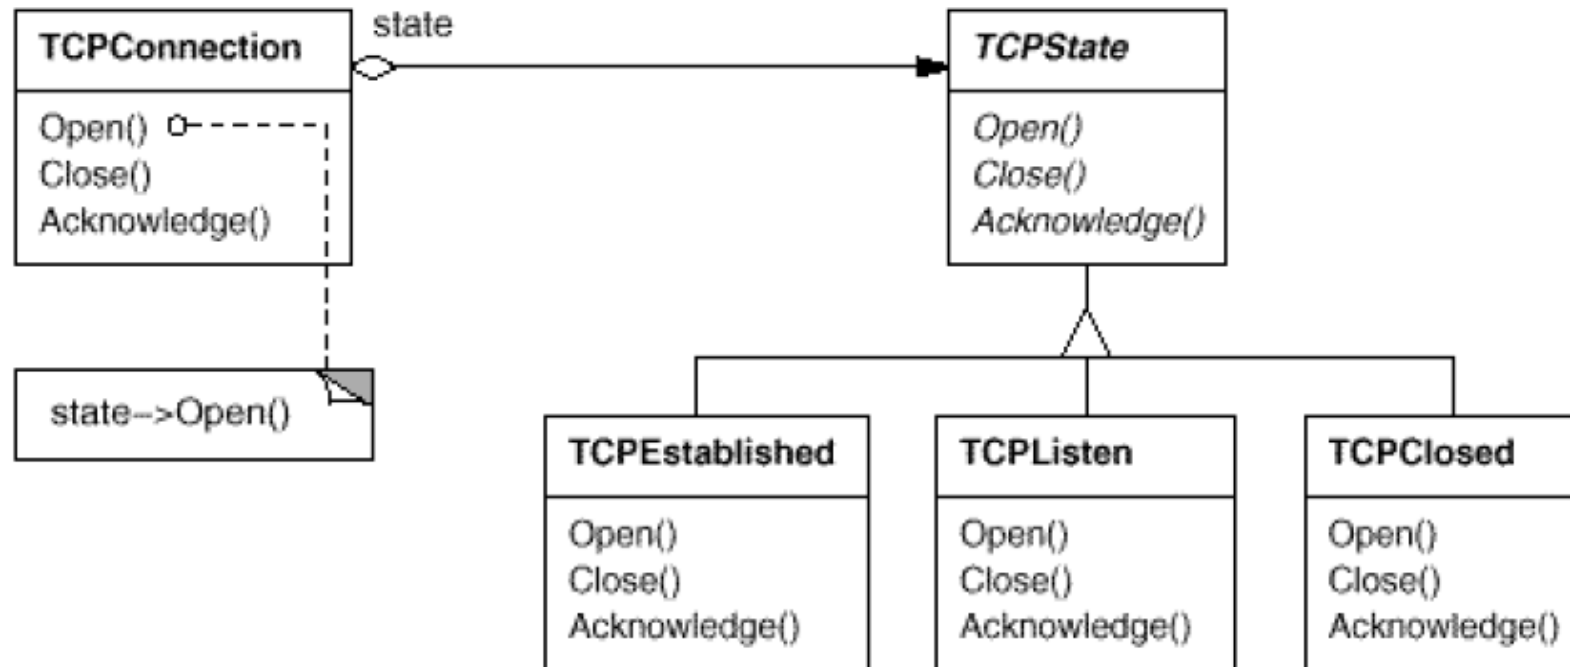 TCPConnection
Open()
Close()
Acknowledge()
state
TCPState
Open()
Close()
Acknowledge()
state->Open()
TCPEstablished
Open()
Close()
Acknowledge()
TCPListen
Open()
Close()
Acknowledge()
TCPClosed
Open()
Close()
Acknowledge()